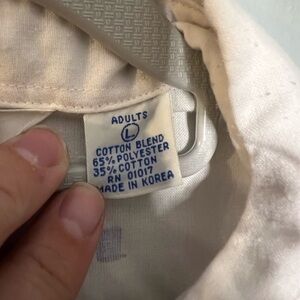 ADULTS
L
COTTON BLEND
65% POLYESTER
35% COTTON
RN 01017
MADE IN KOREA